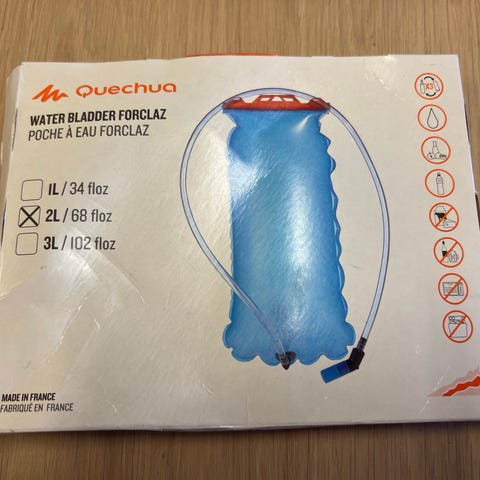 Quechua
WATER BLADDER FORCLAZ
POCHE À EAU FORCLAZ
1L / 34 floz
2L / 68 floz
3L / 102 floz
X3
MADE IN FRANCE
FABRIQUÉ EN FRANCE